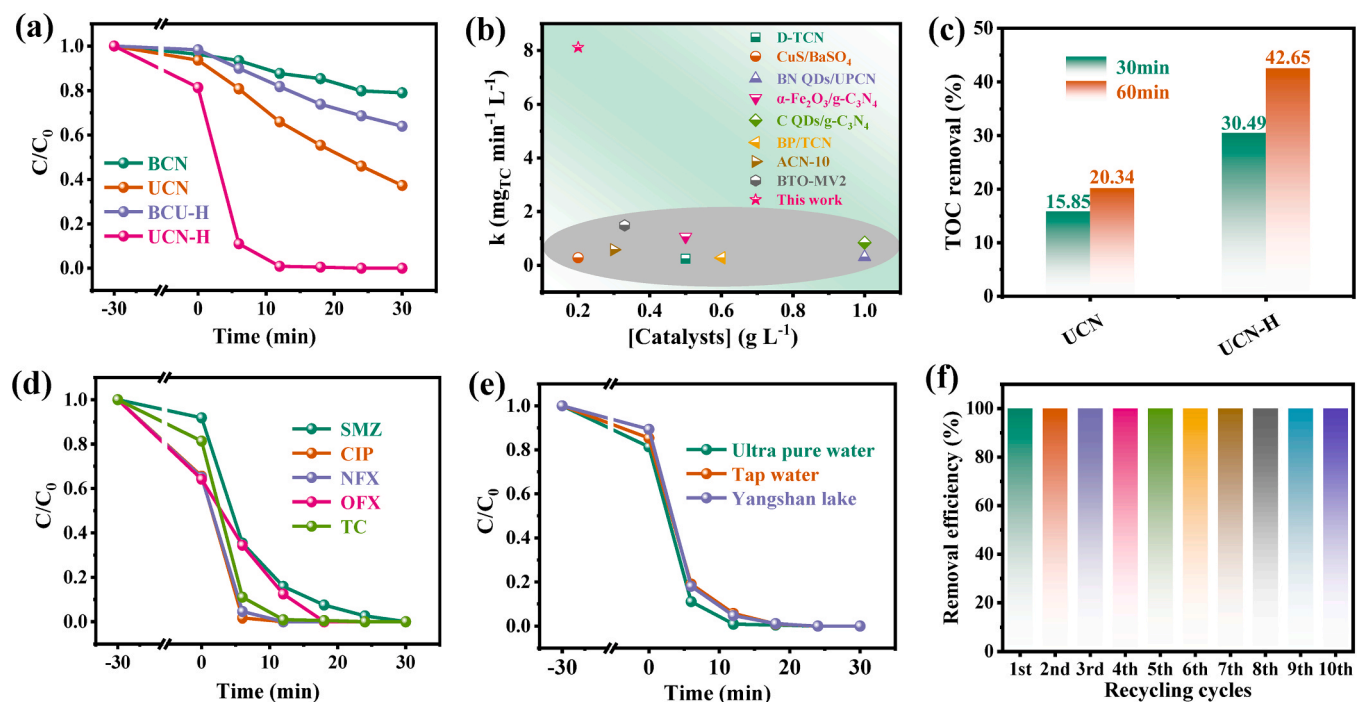 (a)
C/C₀
1.0
0.8
0.6
0.4
0.2
0.0
BCN
UCN
BCU-H
UCN-H
-30 0 10 20 30
Time (min)
(b)
k (mg_TC min⁻¹ L⁻¹)
8
6
4
2
0
D-TCN
CuS/BaSO₄
BN QDs/UPCN
α-Fe₂O₃/g-C₃N₄
C QDs/g-C₃N₄
BP/TCN
ACN-10
BTO-MV2
This work
0.2 0.4 0.6 0.8 1.0
[Catalysts] (g L⁻¹)
(c)
TOC removal (%)
50
40
30
20
10
0
30min
60min
15.85
20.34
30.49
42.65
UCN
UCN-H
(d)
C/C₀
1.0
0.8
0.6
0.4
0.2
0.0
SMZ
CIP
NFX
OFX
TC
-30 0 10 20 30
Time (min)
(e)
C/C₀
1.0
0.8
0.6
0.4
0.2
0.0
Ultra pure water
Tap water
Yangshan lake
-30 0 10 20 30
Time (min)
(f)
Removal efficiency (%)
100
80
60
40
20
0
1st 2nd 3rd 4th 5th 6th 7th 8th 9th 10th
Recycling cycles